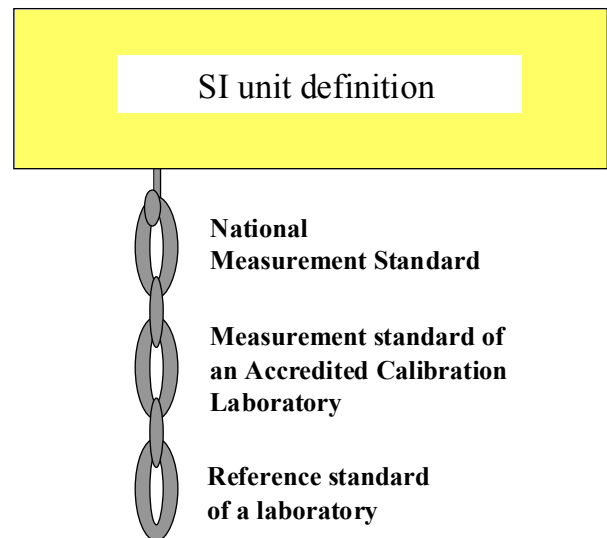 SI unit definition
National
Measurement Standard
Measurement standard of
an Accredited Calibration
Laboratory
Reference standard
of a laboratory